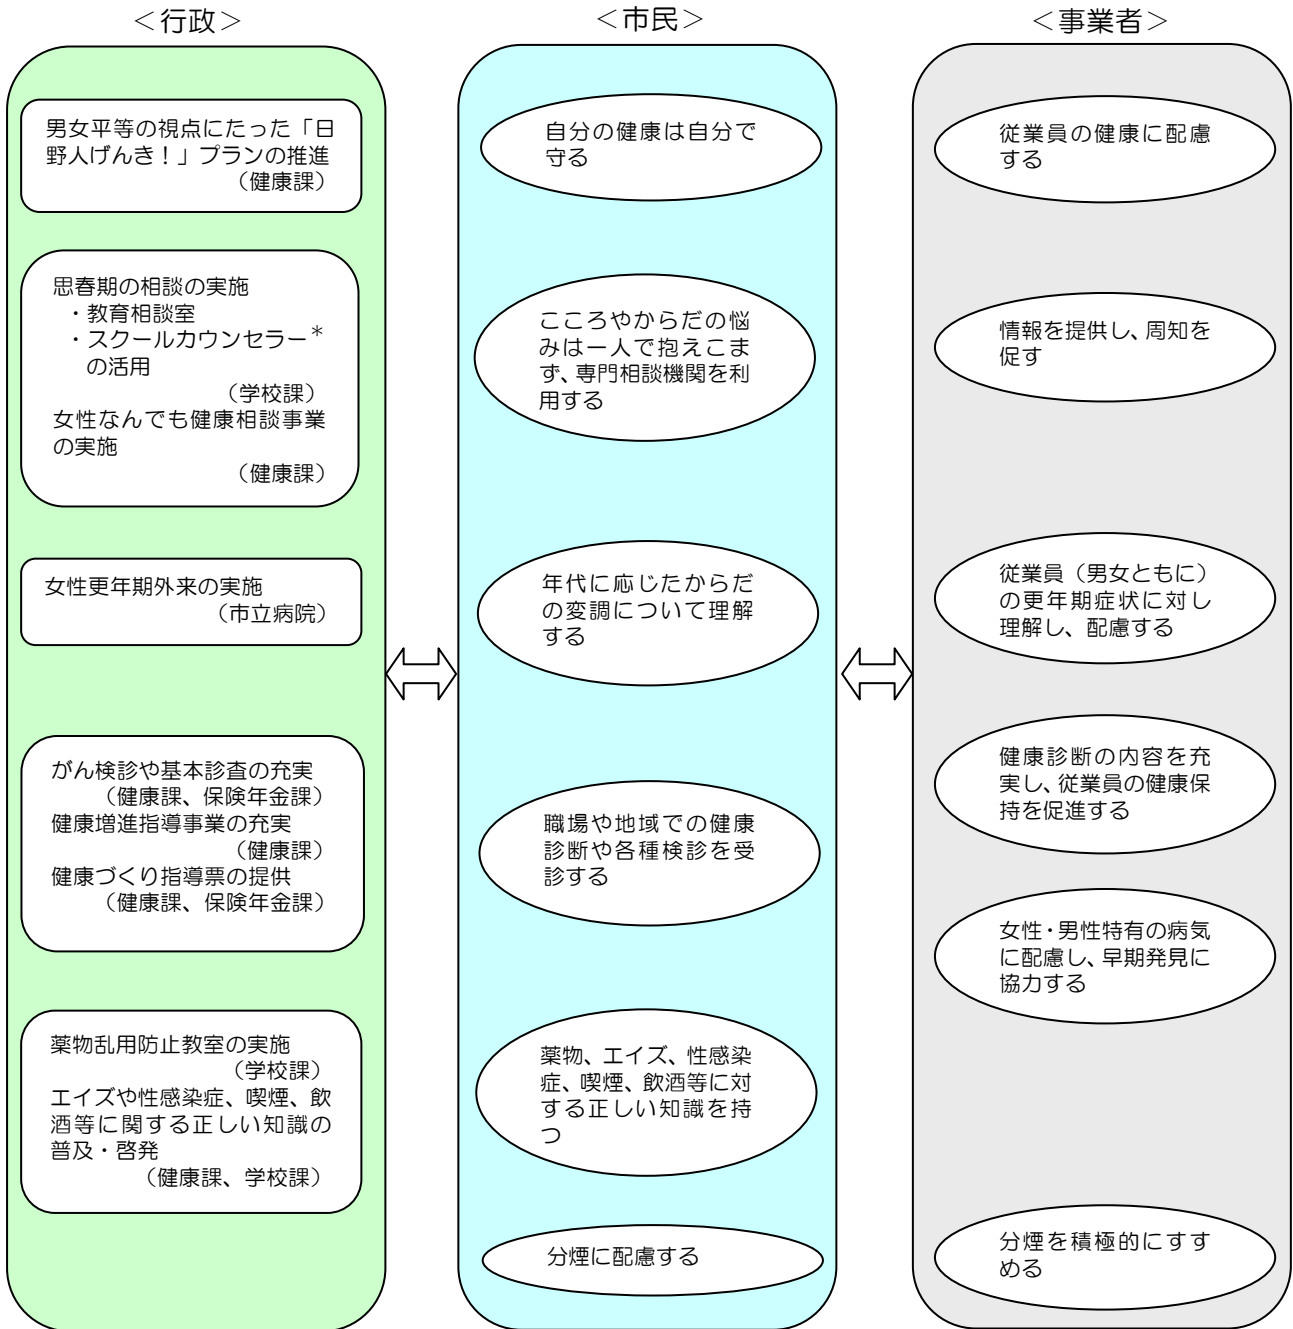 ＜行政＞
男女平等の視点にたった「日
野人げんき！」プランの推進
（健康課）
思春期の相談の実施
・教育相談室
・スクールカウンセラー＊
の活用
（学校課）
女性なんでも健康相談事業
の実施
（健康課）
女性更年期外来の実施
（市立病院）
がん検診や基本診査の充実
（健康課、保険年金課）
健康増進指導事業の充実
（健康課）
健康づくり指導票の提供
（健康課、保険年金課）
薬物乱用防止教室の実施
（学校課）
エイズや性感染症、喫煙、飲
酒等に関する正しい知識の
普及・啓発
（健康課、学校課）
＜市民＞
自分の健康は自分で
守る
こころやからだの悩
みは一人で抱えこま
ず、専門相談機関を利
用する
年代に応じたからだ
の変調について理解
する
職場や地域での健康
診断や各種検診を受
診する
薬物、エイズ、性感染
症、喫煙、飲酒等に対
する正しい知識を持
つ
分煙に配慮する
＜事業者＞
従業員の健康に配慮
する
情報を提供し、周知を
促す
従業員（男女ともに）
の更年期症状に対し
理解し、配慮する
健康診断の内容を充
実し、従業員の健康保
持を促進する
女性・男性特有の病気
に配慮し、早期発見に
協力する
分煙を積極的にすす
める